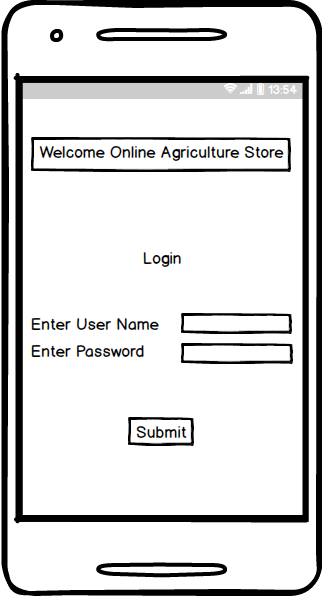 13:54
Welcome Online Agriculture Store
Login
Enter User Name
Enter Password
Submit